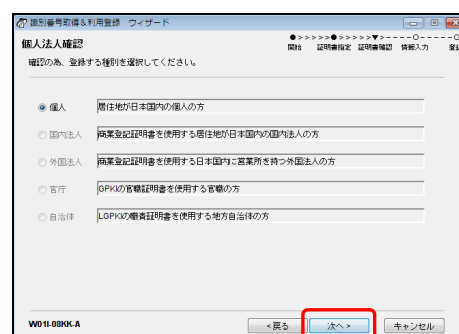 識別番号取得&利用登録 ウィザード
個人法人確認
●>>>>>●>>>>>▼>----○----○
開始 証明書指定 証明書確認 情報入力
確認の為、登録する種別を選択してください。
個人 居住地が日本国内の個人の方
国内法人 商業登記証明書を使用する居住地が日本国内の国内法人の方
外国法人 商業登記証明書を使用する日本国内に営業所を持つ外国法人の方
官庁 GPKIの官職証明書を使用する官職の方
自治体 LGPKIの職責証明書を使用する地方自治体の方
W01I-08KK-A
<戻る 次へ> キャンセル